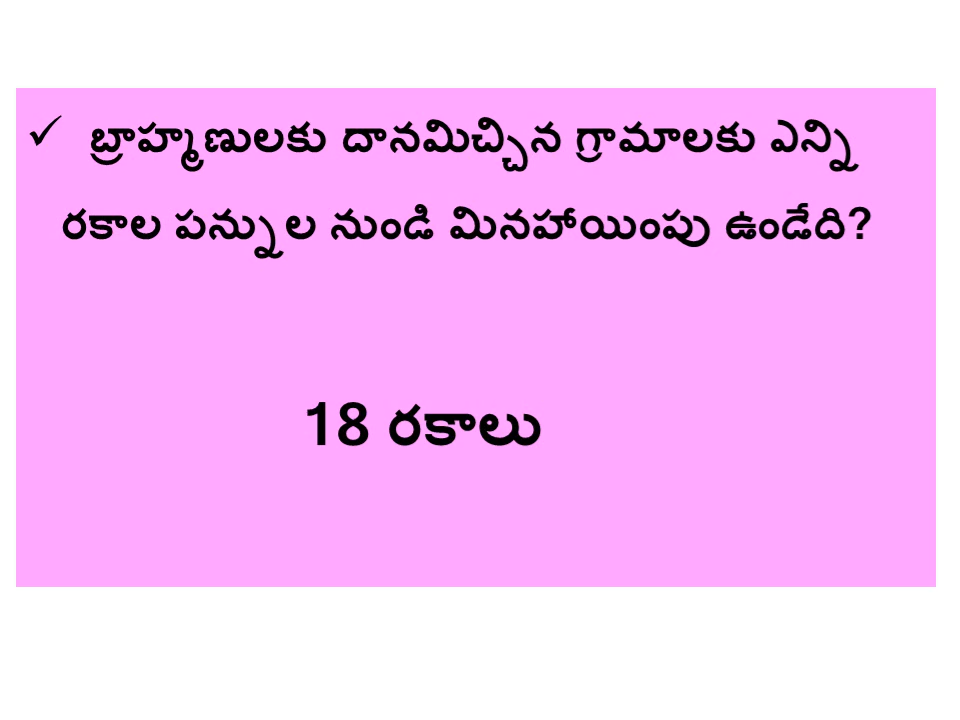 ✓ బ్రాహ్మణులకు దానమిచ్చిన గ్రామాలకు ఎన్ని
రకాల పన్నుల నుండి మినహాయింపు ఉండేది?
18 రకాలు